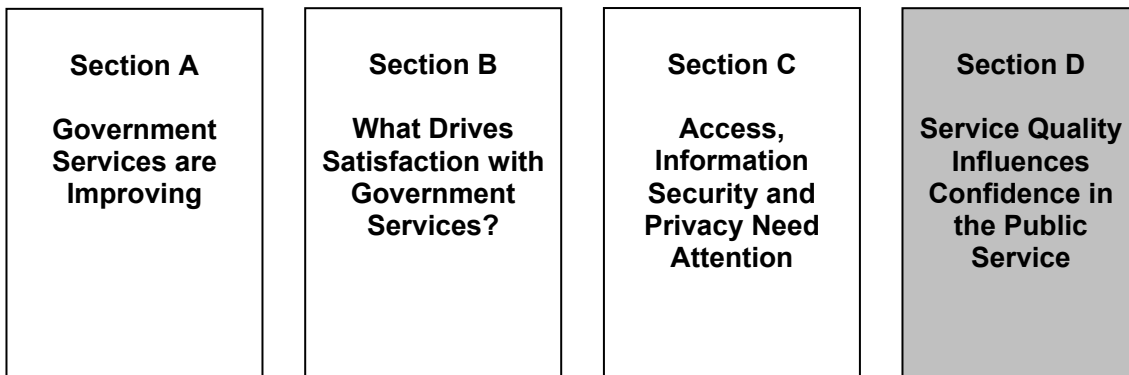 Section A
Government
Services are
Improving
Section B
What Drives
Satisfaction with
Government
Services?
Section C
Access,
Information
Security and
Privacy Need
Attention
Section D
Service Quality
Influences
Confidence in
the Public
Service